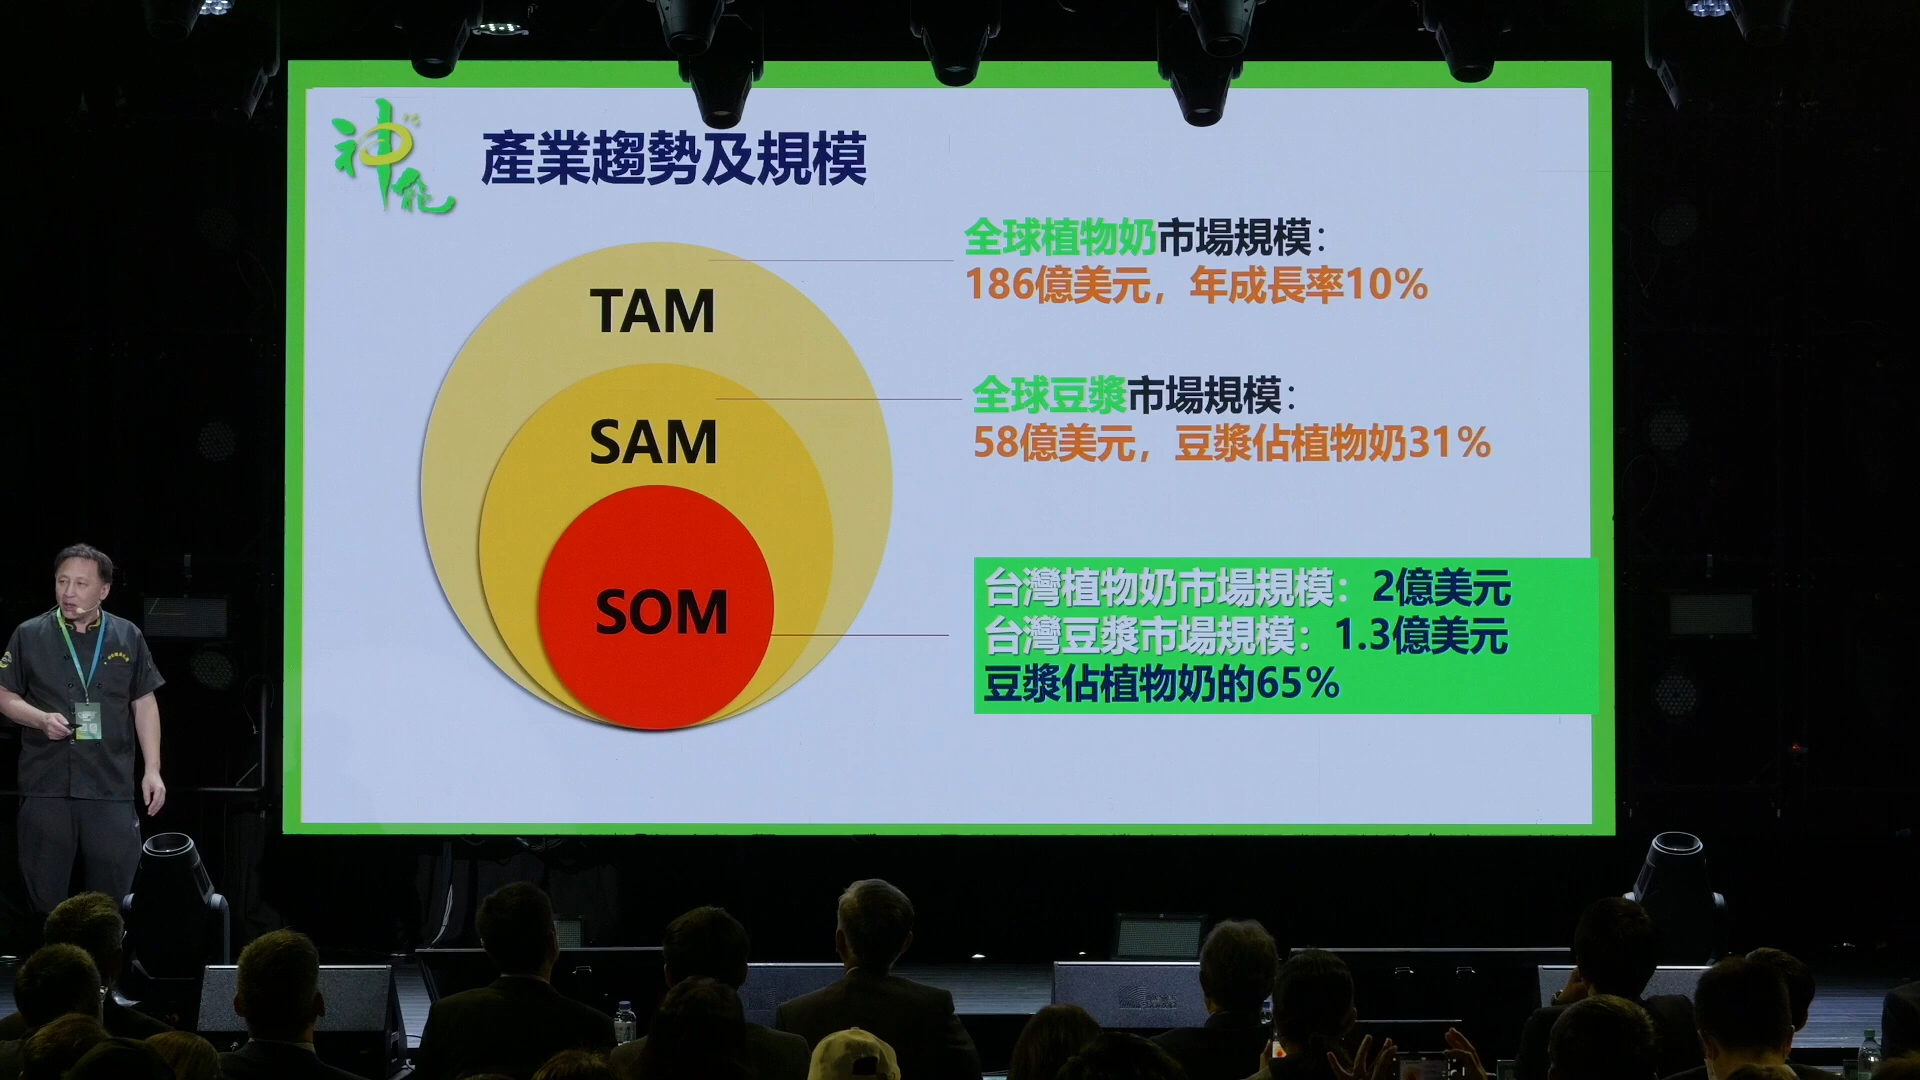 神農
產業趨勢及規模
TAM
SAM
SOM
全球植物奶市場規模：
186億美元，年成長率10%
全球豆漿市場規模：
58億美元，豆漿佔植物奶31%
台灣植物奶市場規模：2億美元
台灣豆漿市場規模：1.3億美元
豆漿佔植物奶的65%